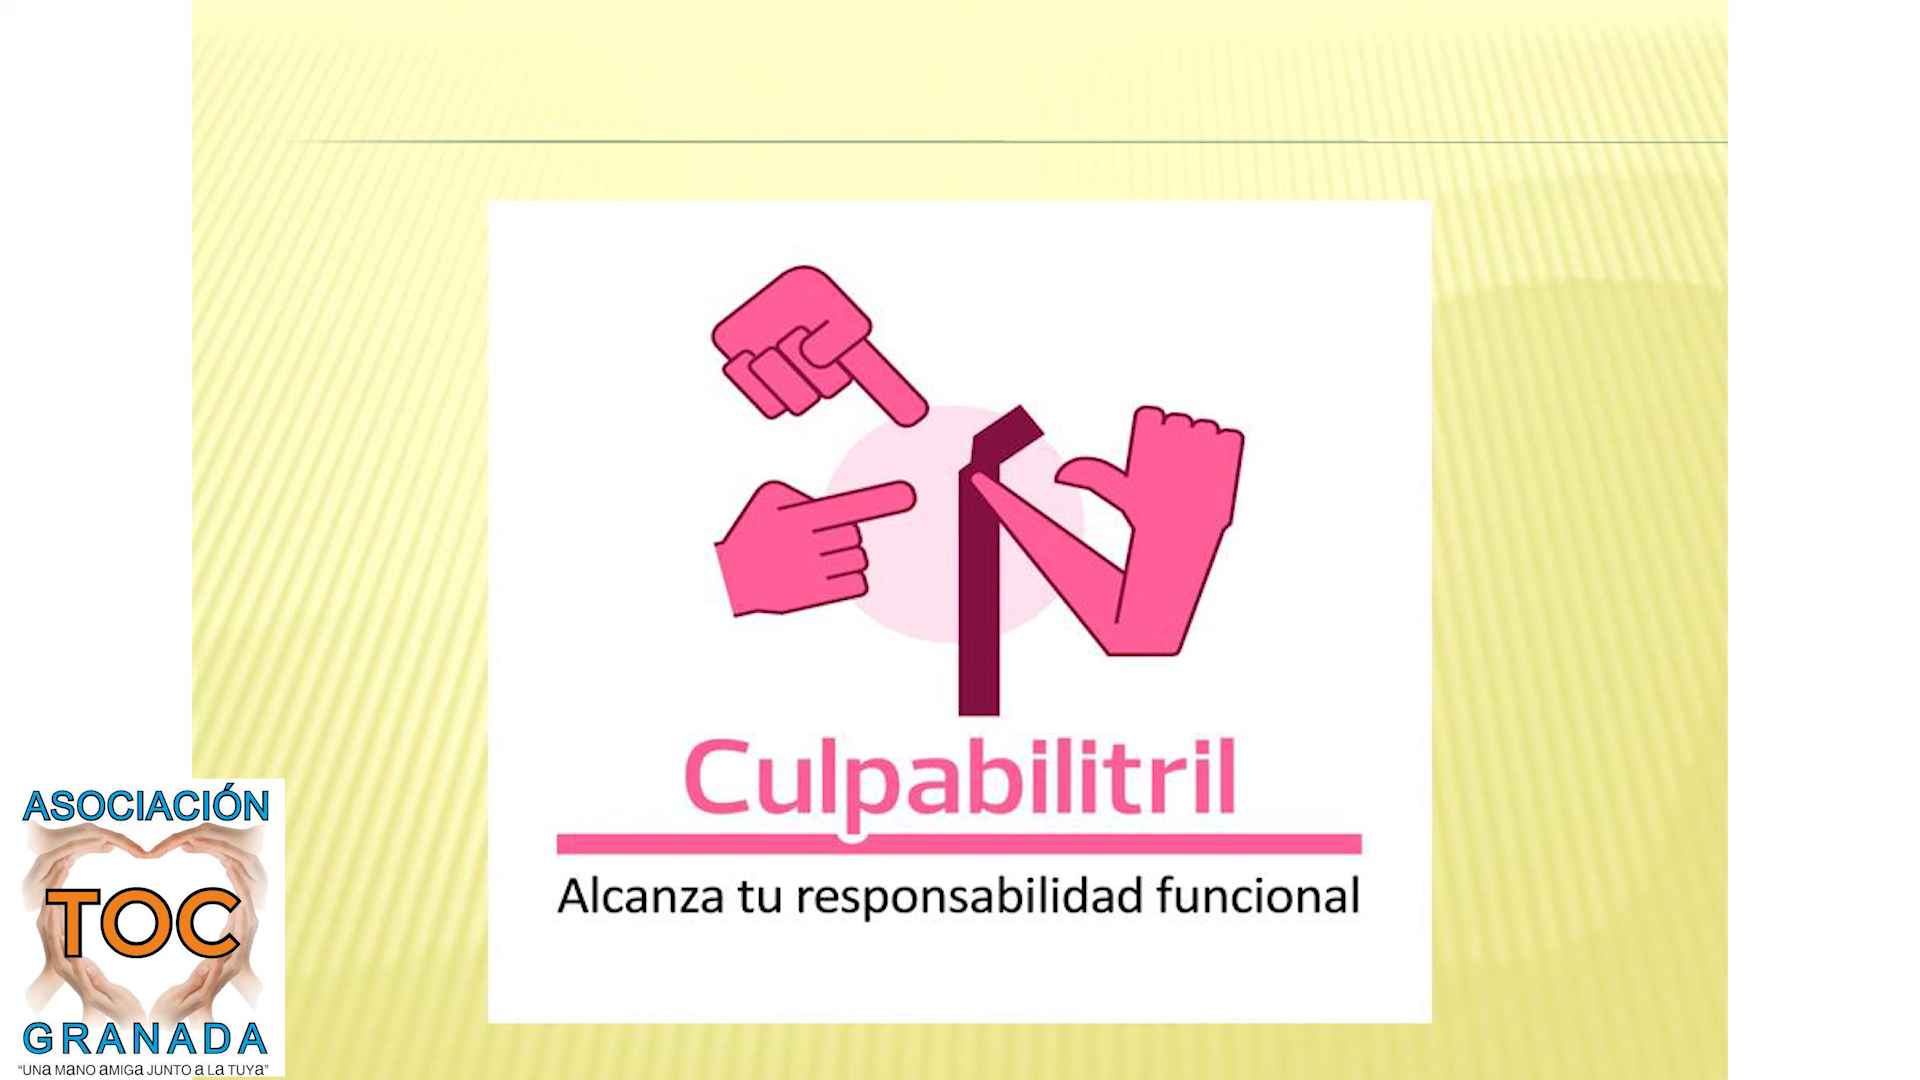 Culpabilitril
Alcanza tu responsabilidad funcional
ASOCIACIÓN
TOC
GRANADA
“UNa MaNO aMIGa JUNTO a La TUYa”